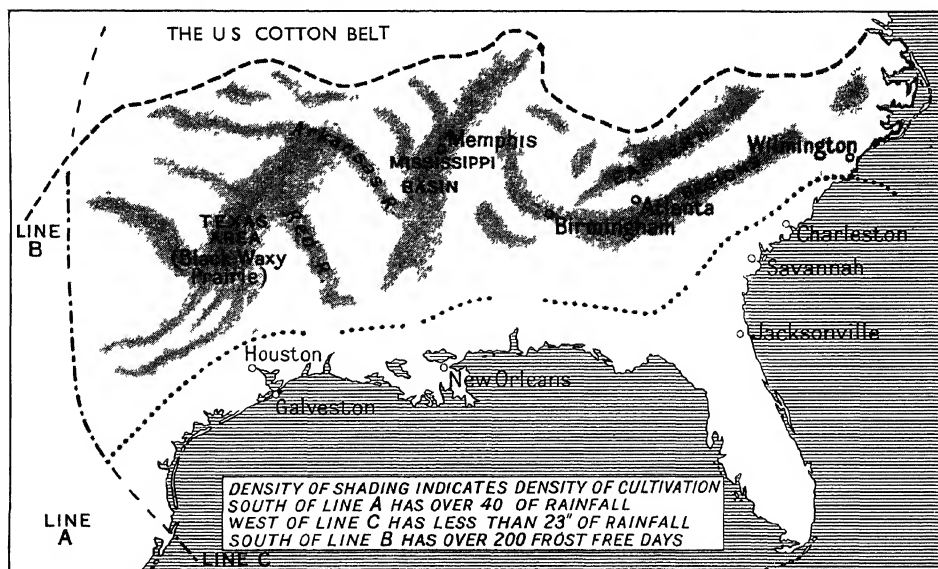 THE US COTTON BELT
Arkansas R
Memphis
MISSISSIPPI
BASIN
Wilmington
LINE
B
TEXAS
AREA
(Black Waxy
Prairie)
Red R
Atlanta
Birmingham
Charleston
Savannah
Jacksonville
Houston
New Orleans
Galveston
LINE
A
LINE C
DENSITY OF SHADING INDICATES DENSITY OF CULTIVATION
SOUTH OF LINE A HAS OVER 40 OF RAINFALL
WEST OF LINE C HAS LESS THAN 23" OF RAINFALL
SOUTH OF LINE B HAS OVER 200 FROST FREE DAYS